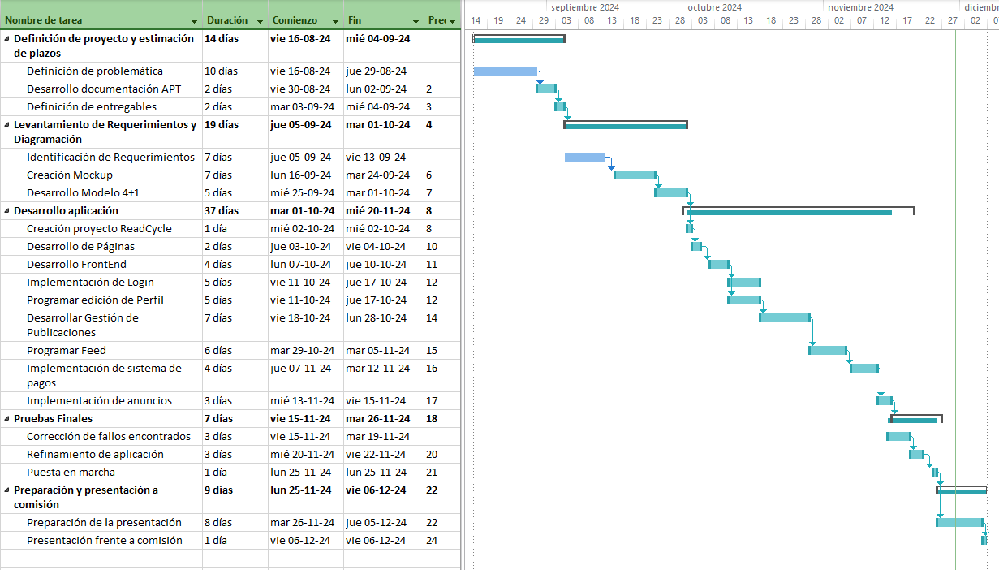 Nombre de tarea Duración Comienzo Fin Prec
septiembre 2024 octubre 2024 noviembre 2024 diciem
14 19 24 29 03 08 13 18 23 28 03 08 13 18 23 28 02 07 12 17 22 27 02 0
Definición de proyecto y estimación 14 días vie 16-08-24 mié 04-09-24
de plazos
Definición de problemática 10 días vie 16-08-24 jue 29-08-24
Desarrollo documentación APT 2 días vie 30-08-24 lun 02-09-24 2
Definición de entregables 2 días mar 03-09-24 mié 04-09-24 3
Levantamiento de Requerimientos y 19 días jue 05-09-24 mar 01-10-24 4
Diagramación
Identificación de Requerimientos 7 días jue 05-09-24 vie 13-09-24
Creación Mockup 7 días lun 16-09-24 mar 24-09-24 6
Desarrollo Modelo 4+1 5 días mié 25-09-24 mar 01-10-24 7
Desarrollo aplicación 37 días mar 01-10-24 mié 20-11-24 8
Creación proyecto ReadCycle 1 día mié 02-10-24 mié 02-10-24 8
Desarrollo de Páginas 2 días jue 03-10-24 vie 04-10-24 10
Desarrollo FrontEnd 4 días lun 07-10-24 jue 10-10-24 11
Implementación de Login 5 días vie 11-10-24 jue 17-10-24 12
Programar edición de Perfil 5 días vie 11-10-24 jue 17-10-24 12
Desarrollar Gestión de 7 días vie 18-10-24 lun 28-10-24 14
Publicaciones
Programar Feed 6 días mar 29-10-24 mar 05-11-24 15
Implementación de sistema de 4 días jue 07-11-24 mar 12-11-24 16
pagos
Implementación de anuncios 3 días mié 13-11-24 vie 15-11-24 17
Pruebas Finales 7 días vie 15-11-24 mar 26-11-24 18
Corrección de fallos encontrados 3 días vie 15-11-24 mar 19-11-24
Refinamiento de aplicación 3 días mié 20-11-24 vie 22-11-24 20
Puesta en marcha 1 día lun 25-11-24 lun 25-11-24 21
Preparación y presentación a 9 días lun 25-11-24 vie 06-12-24 22
comisión
Preparación de la presentación 8 días mar 26-11-24 jue 05-12-24 22
Presentación frente a comisión 1 día vie 06-12-24 vie 06-12-24 24